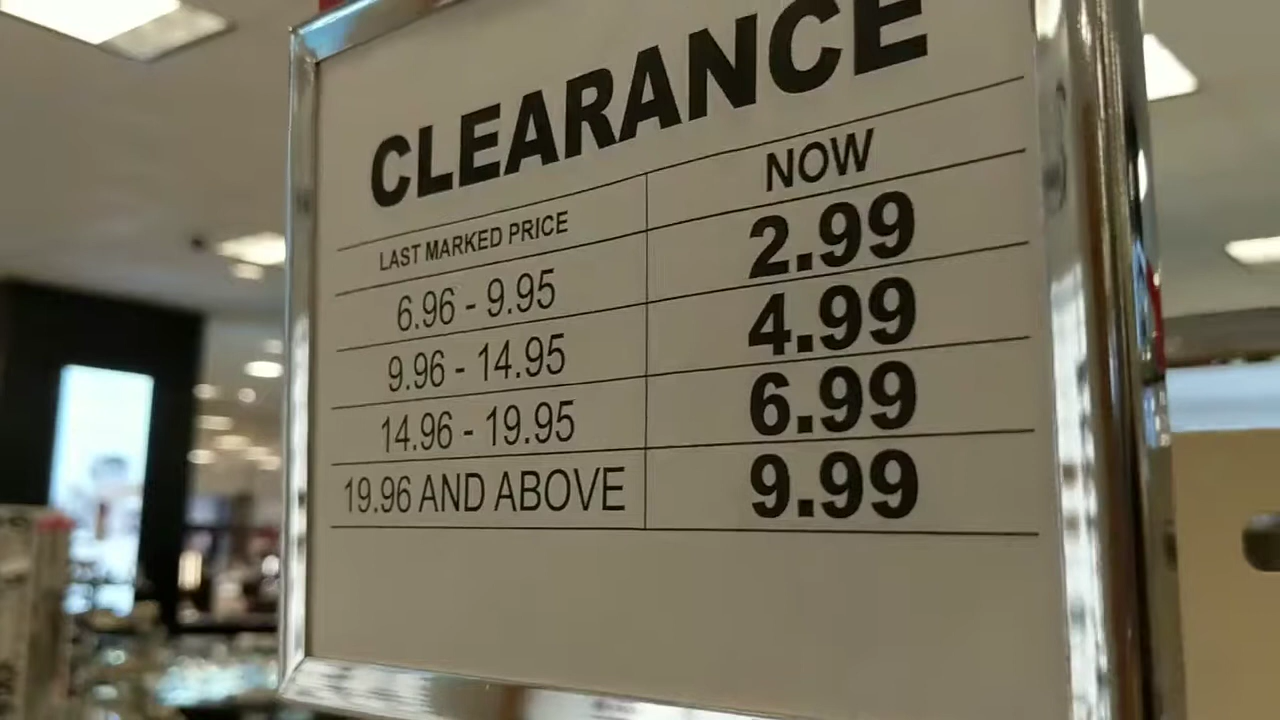 CLEARANCE
LAST MARKED PRICE NOW
6.96 - 9.95 2.99
9.96 - 14.95 4.99
14.96 - 19.95 6.99
19.96 AND ABOVE 9.99